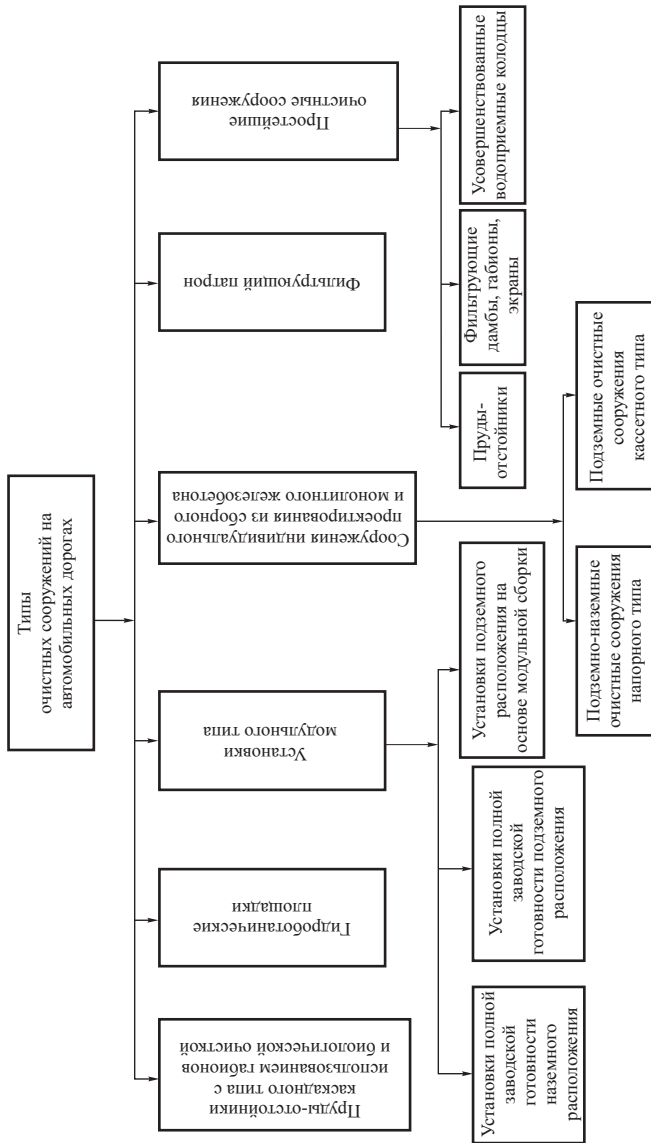 Типы
очистных сооружений на
автомобильных дорогах
Пруды-отстойники
каскадного типа с
использованием габионов
и биологической очисткой
Гидроботанические
площадки
Установки
модульного типа
Сооружения индивидуального
проектирования из сборного
и монолитного железобетона
Фильтрующий патрон
Простейшие
очистные сооружения
Установки полной
заводской
готовности
наземного
расположения
Установки полной
заводской
готовности подземного
расположения
Установки подземного
расположения на
основе модульной сборки
Подземно-наземные
очистные сооружения
напорного типа
Подземные очистные
сооружения
кассетного типа
Пруды-
отстойники
Фильтрующие
дамбы, габионы,
экраны
Усовершенствованные
водоприемные колодцы